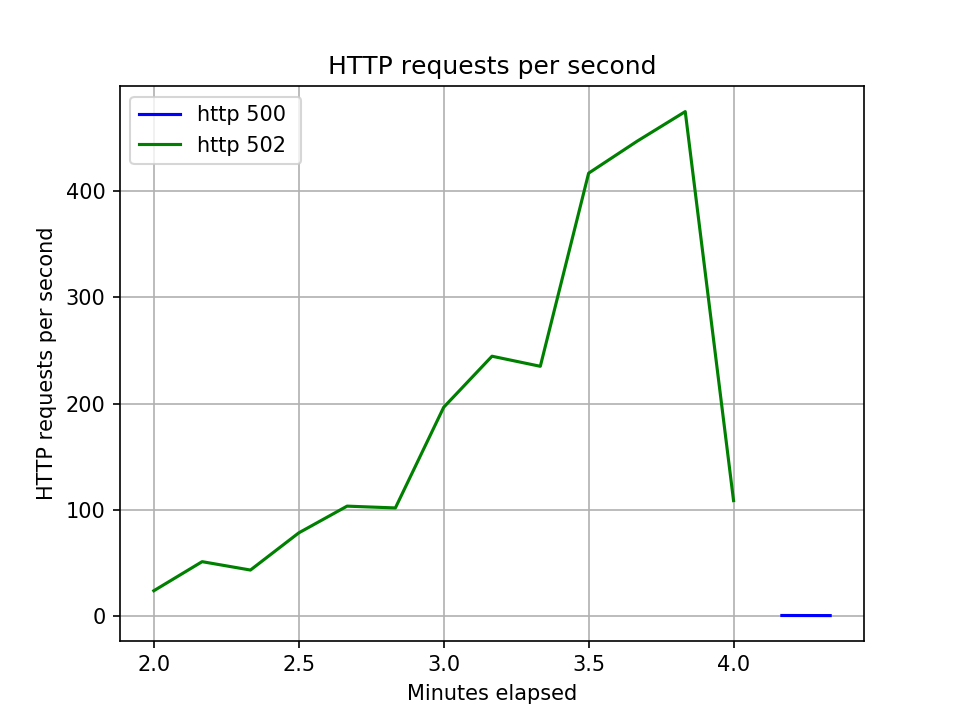 HTTP requests per second
http 500
http 502
HTTP requests per second
400
300
200
100
0
2.0 2.5 3.0 3.5 4.0
Minutes elapsed